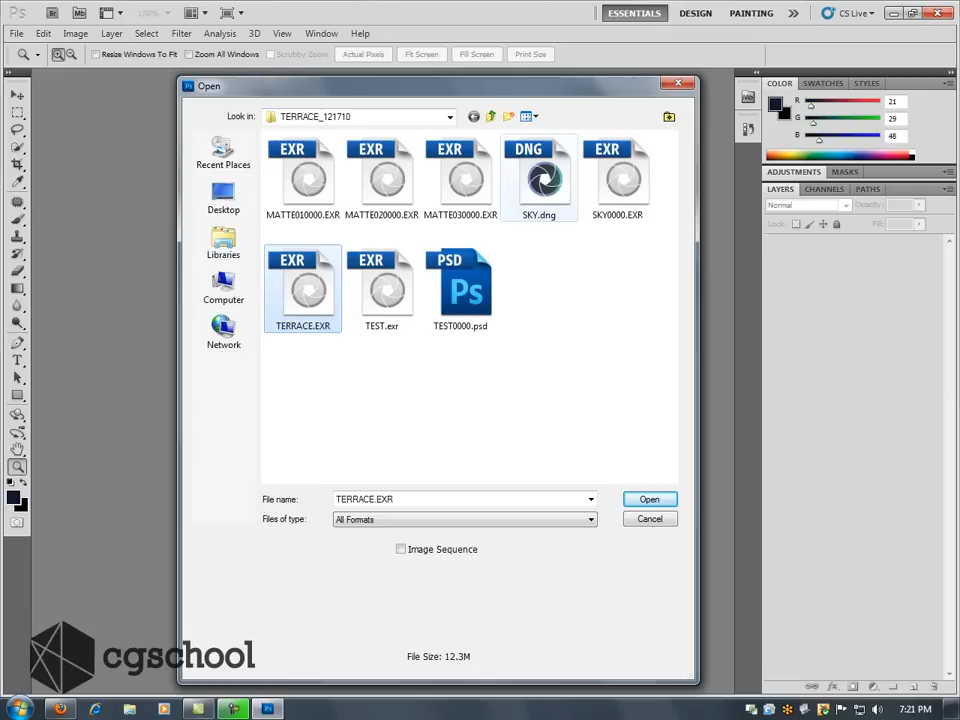 Ps Br Mb 150% ESSENTIALS DESIGN PAINTING CS Live
File Edit Image Layer Select Filter Analysis 3D View Window Help
Resize Windows To Fit Zoom All Windows Scrubby Zoom Actual Pixels Fit Screen Fill Screen Print Size
Ps Open
Look in: TERRACE_121710
Recent Places
Desktop
Libraries
Computer
Network
EXR EXR EXR DNG EXR
MATTE010000.EXR MATTE020000.EXR MATTE030000.EXR SKY.dng SKY0000.EXR
EXR EXR PSD
Ps
TERRACE.EXR TEST.exr TEST0000.psd
File name: TERRACE.EXR Open
Files of type: All Formats Cancel
Image Sequence
File Size: 12.3M
COLOR SWATCHES STYLES
R 21
G 29
B 48
ADJUSTMENTS MASKS
LAYERS CHANNELS PATHS
Normal Opacity:
Lock: Fill:
Mb
T
cgschool
Ps
7:21 PM